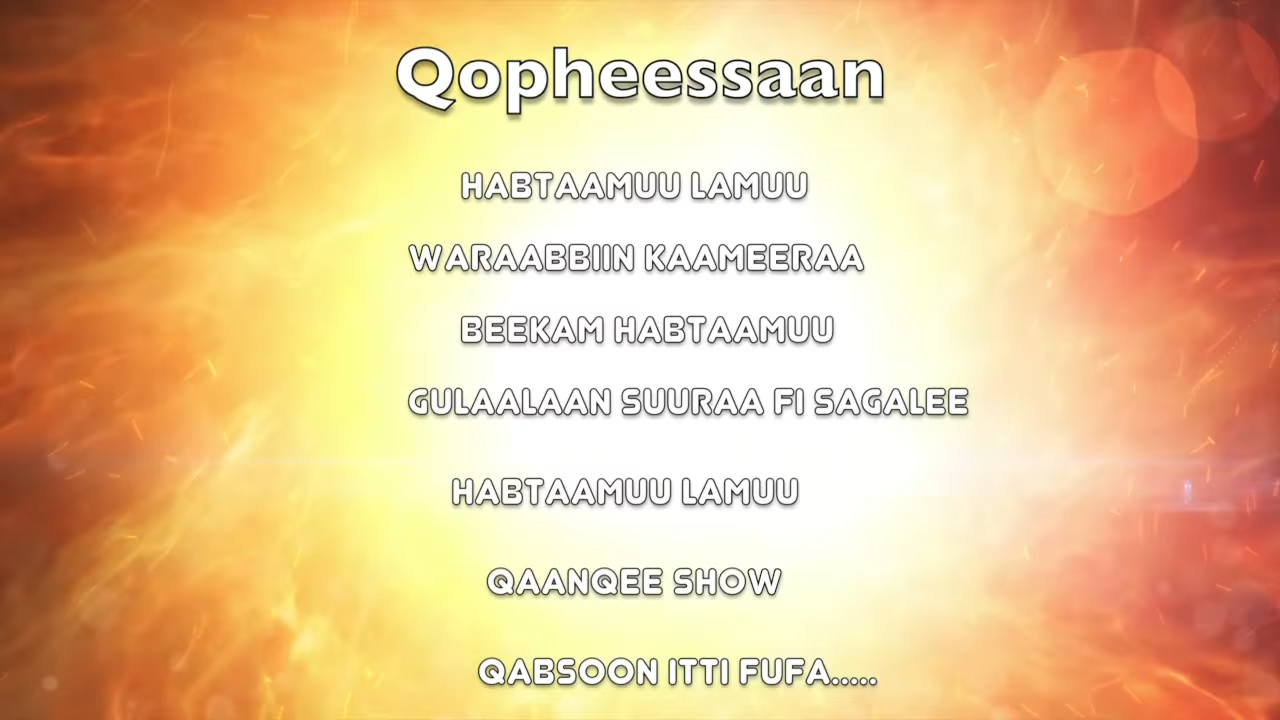 Qopheessaan
HABTAAMUU LAMUU
WARAABBIIN KAAMEERAA
BEEKAM HABTAAMUU
GULAALAAN SUURAA FI SAGALEE
HABTAAMUU LAMUU
QAANQEE SHOW
QABSOON ITTI FUFA.....